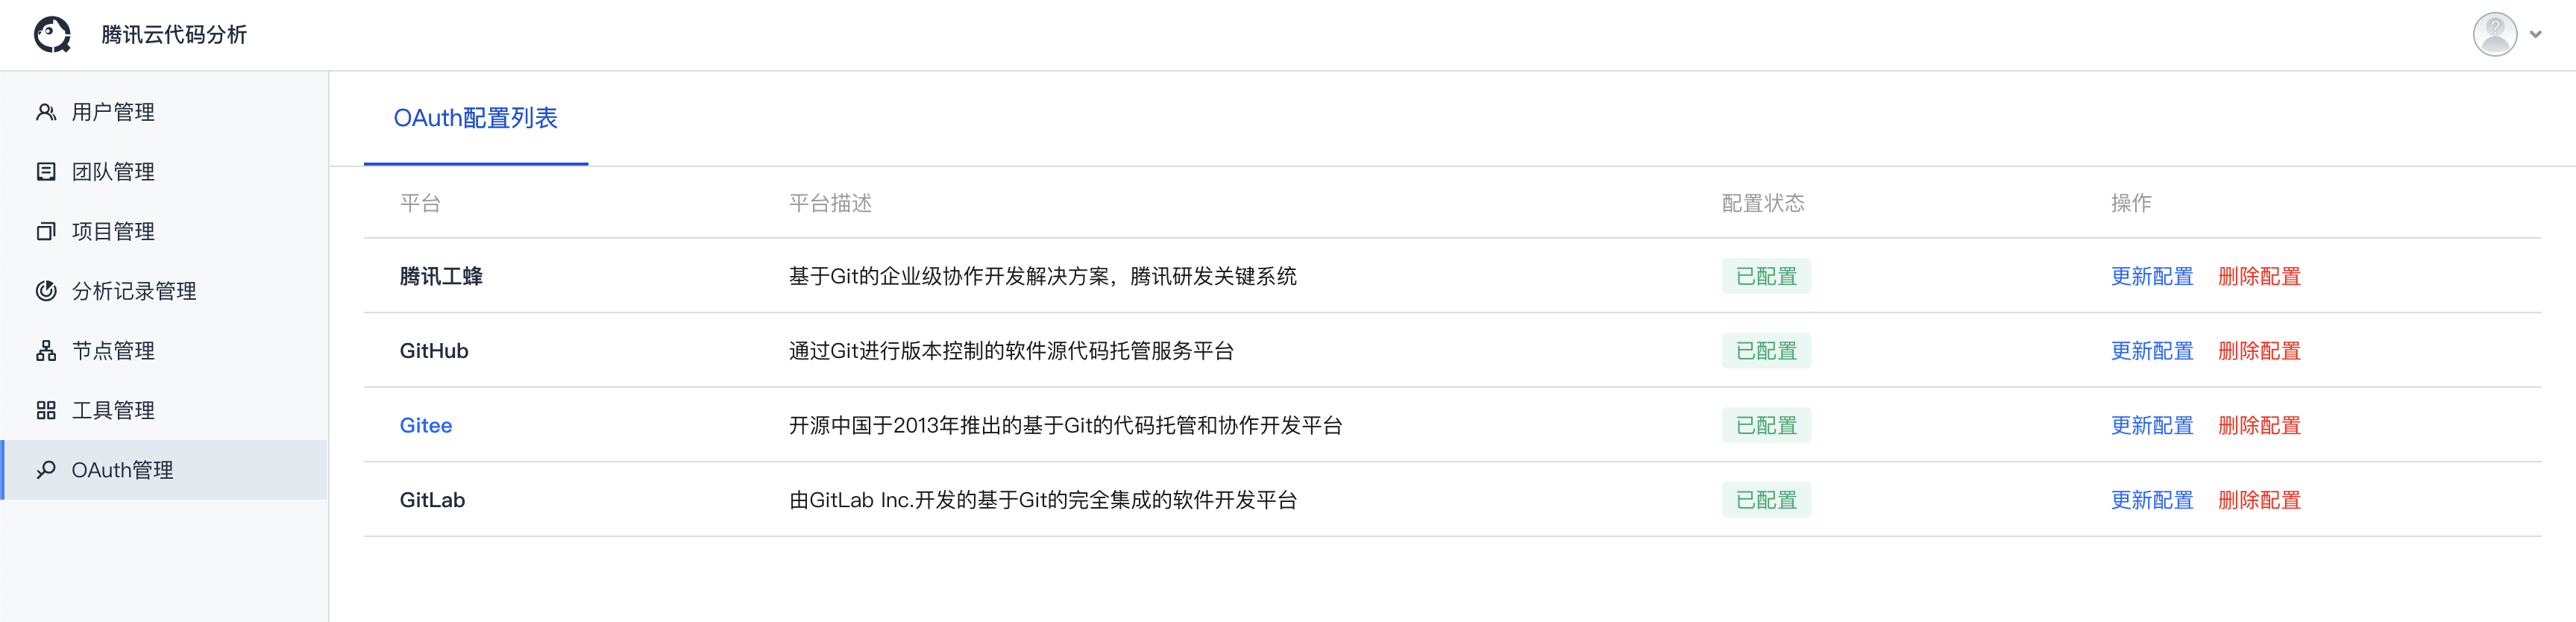 腾讯云代码分析
用户管理
团队管理
项目管理
分析记录管理
节点管理
工具管理
OAuth管理
OAuth配置列表
平台 平台描述 配置状态 操作
腾讯工蜂 基于Git的企业级协作开发解决方案，腾讯研发关键系统 已配置 更新配置 删除配置
GitHub 通过Git进行版本控制的软件源代码托管服务平台 已配置 更新配置 删除配置
Gitee 开源中国于2013年推出的基于Git的代码托管和协作开发平台 已配置 更新配置 删除配置
GitLab 由GitLab Inc.开发的基于Git的完全集成的软件开发平台 已配置 更新配置 删除配置